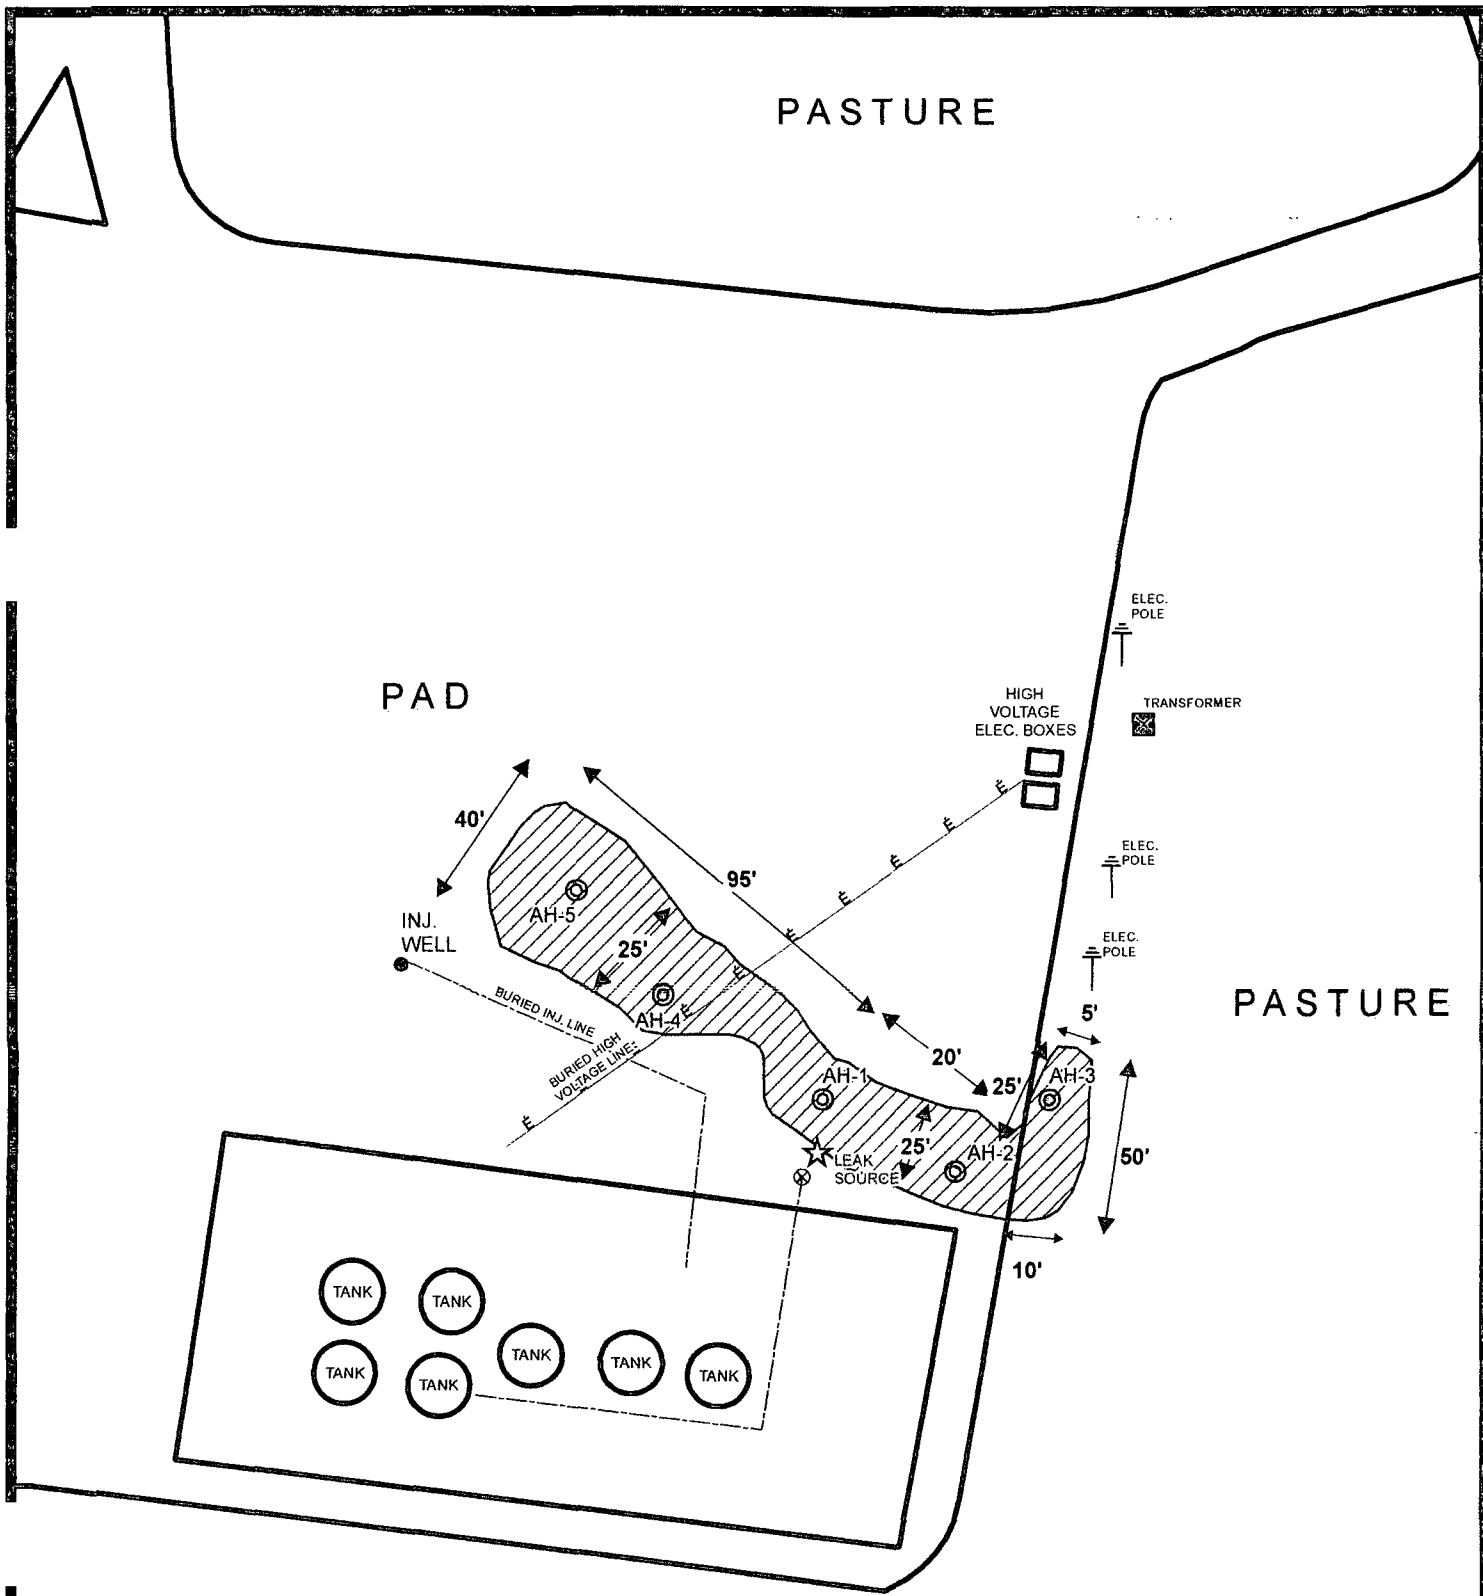 PASTURE
ELEC.
POLE
PAD
HIGH
VOLTAGE
ELEC. BOXES
TRANSFORMER
40'
95'
ELEC.
POLE
AH-5
INJ.
WELL
25'
ELEC.
POLE
PASTURE
BURIED INJ. LINE
AH-4
5'
BURIED HIGH
VOLTAGE LINE
20'
AH-1
25'
AH-3
25'
AH-2
50'
LEAK
SOURCE
10'
TANK
TANK
TANK
TANK
TANK
TANK
TANK
E
E
E
E
E
E
E
E